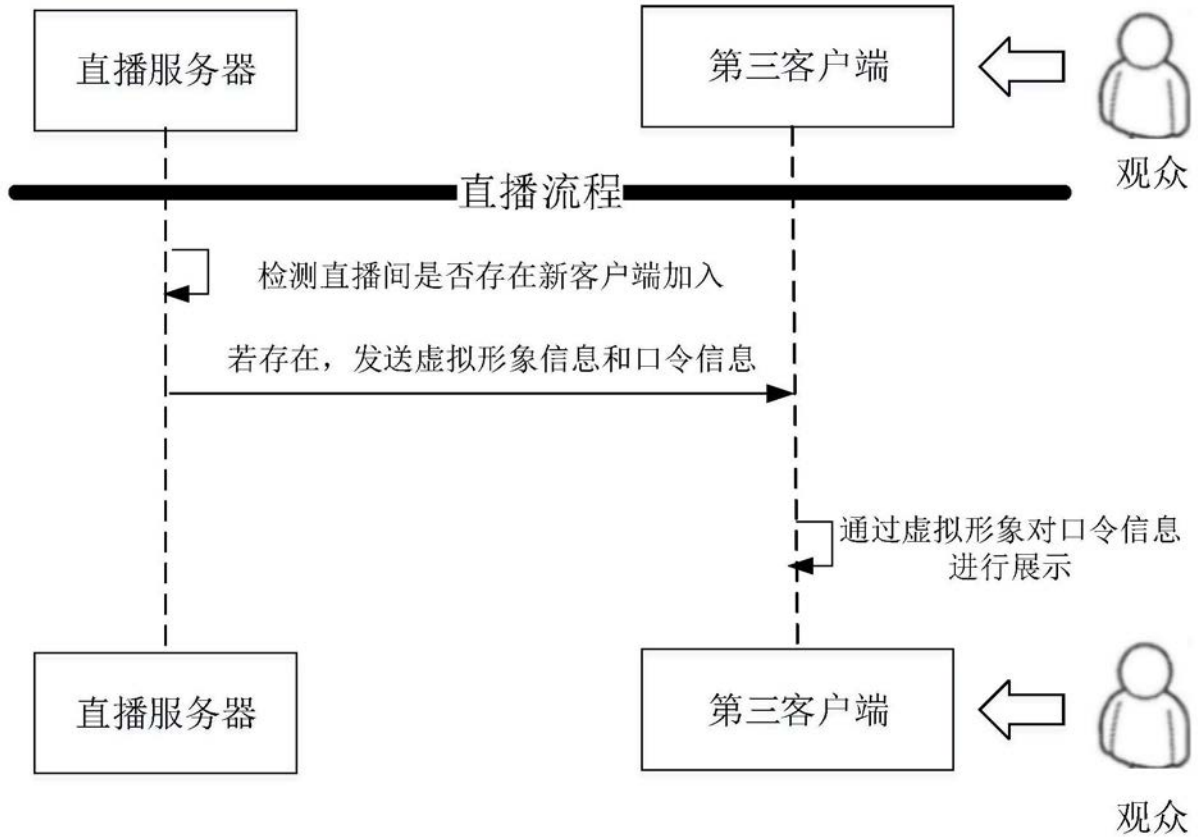 直播服务器
第三客户端
观众
直播流程
检测直播间是否存在新客户端加入
若存在，发送虚拟形象信息和口令信息
通过虚拟形象对口令信息
进行展示
直播服务器
第三客户端
观众